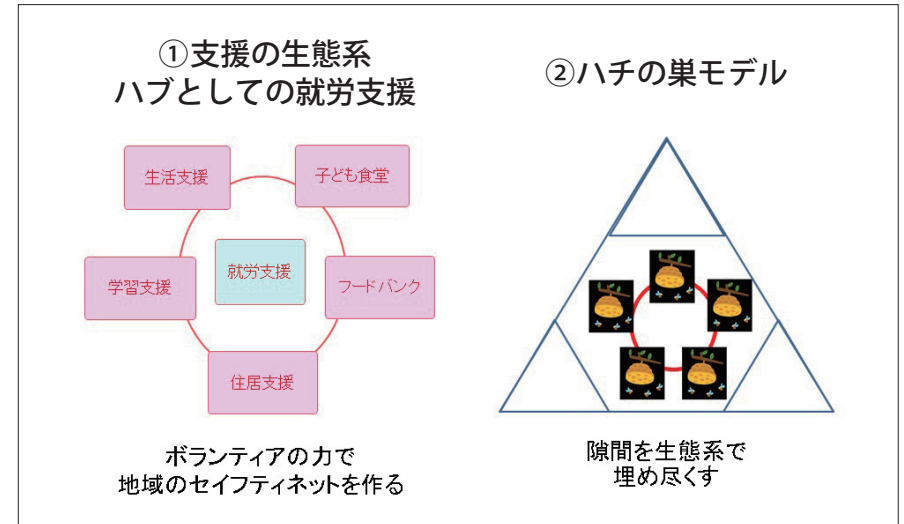 ①支援の生態系
ハブとしての就労支援
生活支援
子ども食堂
就労支援
学習支援
フードバンク
住居支援
ボランティアの力で
地域のセイフティネットを作る
②ハチの巣モデル
隙間を生態系で
埋め尽くす